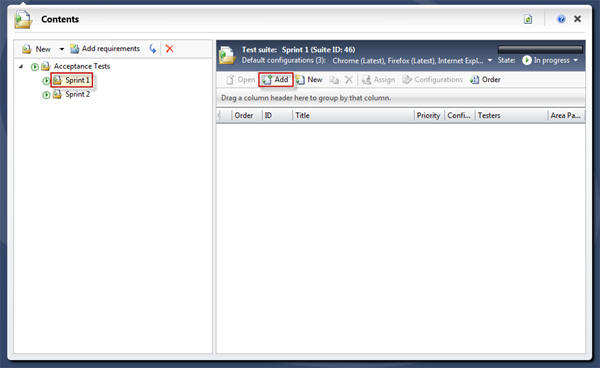 Contents
New Add requirements
Acceptance Tests
Sprint 1
Sprint 2
Test suite: Sprint 1 (Suite ID: 46)
Default configurations (3): Chrome (Latest), Firefox (Latest), Internet Expl... State: In progress
Open Add New Assign Configurations Order
Drag a column header here to group by that column.
Order ID Title Priority Confi... Testers Area Pa...